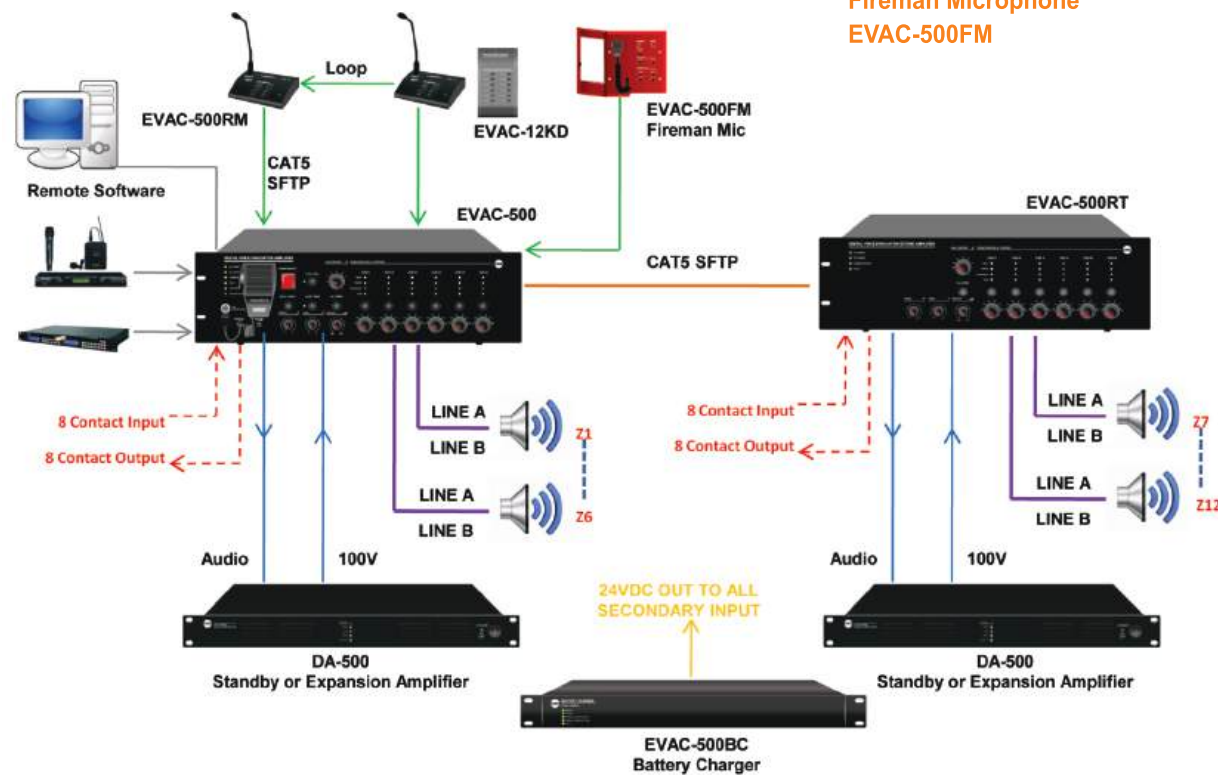 Fireman Microphone
EVAC-500FM
Loop
EVAC-500RM
EVAC-12KD
EVAC-500FM
Fireman Mic
CAT5
SFTP
Remote Software
EVAC-500
EVAC-500RT
CAT5 SFTP
8 Contact Input
8 Contact Output
LINE A
LINE B
Z1
LINE A
LINE B
Z6
8 Contact Input
8 Contact Output
LINE A
LINE B
Z7
LINE A
LINE B
Z12
Audio
100V
Audio
100V
24VDC OUT TO ALL
SECONDARY INPUT
DA-500
Standby or Expansion Amplifier
DA-500
Standby or Expansion Amplifier
EVAC-500BC
Battery Charger